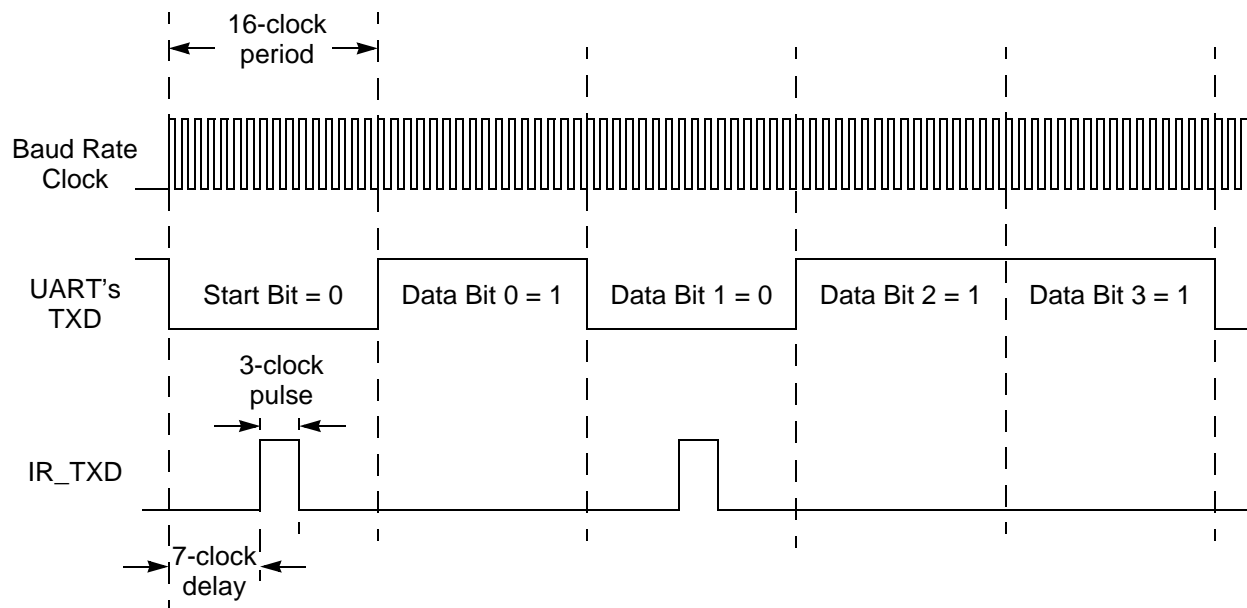 16-clock
period
Baud Rate
Clock
UART's
TXD
Start Bit = 0
Data Bit 0 = 1
Data Bit 1 = 0
Data Bit 2 = 1
Data Bit 3 = 1
3-clock
pulse
IR_TXD
7-clock
delay